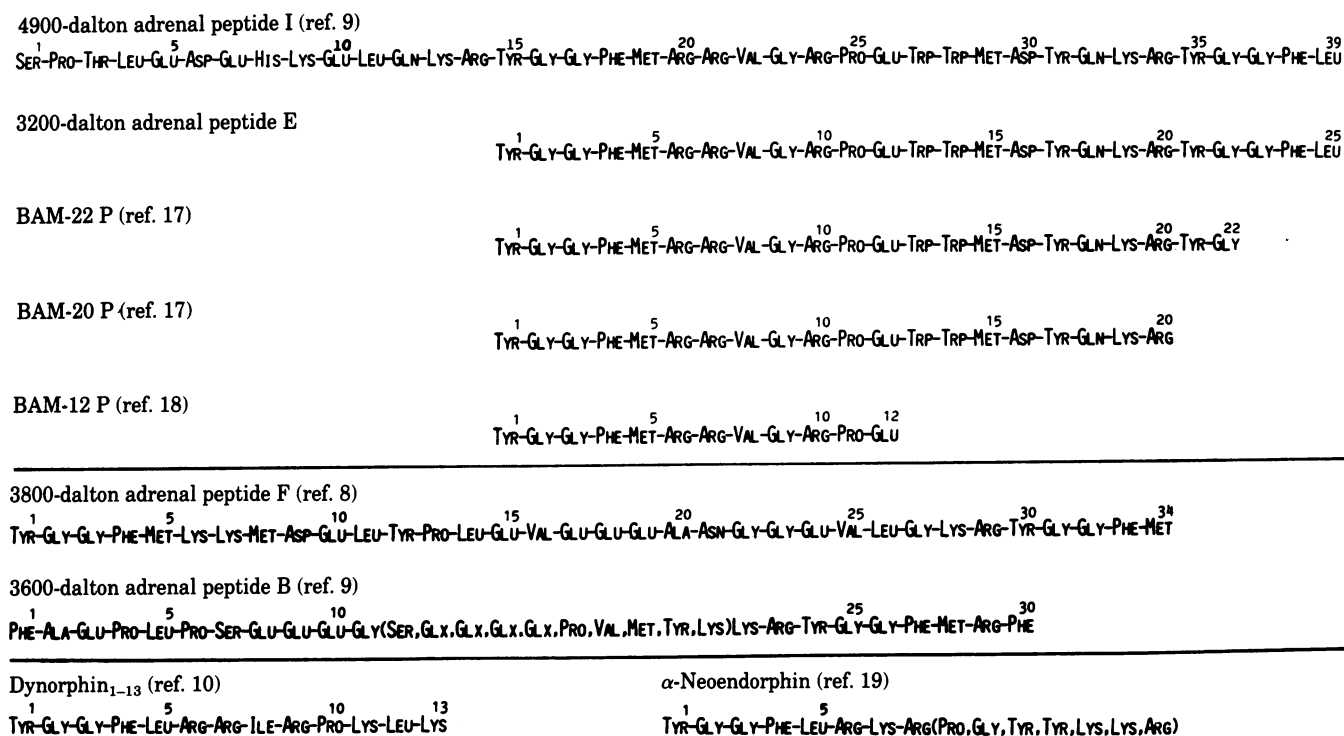 4900-dalton adrenal peptide I (ref. 9)
1 5 10 15 20 25 30 35 39
SER-PRO-THR-LEU-GLU-ASP-GLU-HIS-LYS-GLU-LEU-GLN-LYS-ARG-TYR-GLY-GLY-PHE-MET-ARG-ARG-VAL-GLY-ARG-PRO-GLU-TRP-TRP-MET-ASP-TYR-GLN-LYS-ARG-TYR-GLY-GLY-PHE-LEU
3200-dalton adrenal peptide E
1 5 10 15 20 25
TYR-GLY-GLY-PHE-MET-ARG-ARG-VAL-GLY-ARG-PRO-GLU-TRP-TRP-MET-ASP-TYR-GLN-LYS-ARG-TYR-GLY-GLY-PHE-LEU
BAM-22 P (ref. 17)
1 5 10 15 20 22
TYR-GLY-GLY-PHE-MET-ARG-ARG-VAL-GLY-ARG-PRO-GLU-TRP-TRP-MET-ASP-TYR-GLN-LYS-ARG-TYR-GLY
BAM-20 P (ref. 17)
1 5 10 15 20
TYR-GLY-GLY-PHE-MET-ARG-ARG-VAL-GLY-ARG-PRO-GLU-TRP-TRP-MET-ASP-TYR-GLN-LYS-ARG
BAM-12 P (ref. 18)
1 5 10 12
TYR-GLY-GLY-PHE-MET-ARG-ARG-VAL-GLY-ARG-PRO-GLU
3800-dalton adrenal peptide F (ref. 8)
1 5 10 15 20 25 30 34
TYR-GLY-GLY-PHE-MET-LYS-LYS-MET-ASP-GLU-LEU-TYR-PRO-LEU-GLU-VAL-GLU-GLU-GLU-ALA-ASN-GLY-GLY-GLU-VAL-LEU-GLY-LYS-ARG-TYR-GLY-GLY-PHE-MET
3600-dalton adrenal peptide B (ref. 9)
1 5 10 25 30
PHE-ALA-GLU-PRO-LEU-PRO-SER-GLU-GLU-GLU-GLY(SER,GLX,GLX,GLX,GLX,PRO,VAL,MET,TYR,LYS)LYS-ARG-TYR-GLY-GLY-PHE-MET-ARG-PHE
Dynorphin1–13 (ref. 10)
1 5 10 13
TYR-GLY-GLY-PHE-LEU-ARG-ARG-ILE-ARG-PRO-LYS-LEU-LYS
α-Neoendorphin (ref. 19)
1 5
TYR-GLY-GLY-PHE-LEU-ARG-LYS-ARG(PRO,GLY,TYR,TYR,LYS,LYS,ARG)